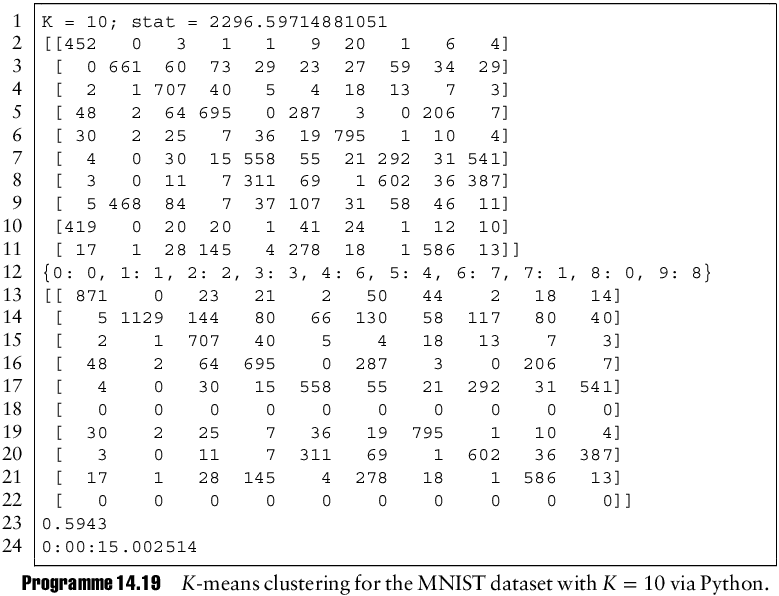 1 K = 10; stat = 2296.59714881051
2 [[452 0 3 1 1 9 20 1 6 4]
3 [ 0 661 60 73 29 23 27 59 34 29]
4 [ 2 1 707 40 5 4 18 13 7 3]
5 [ 48 2 64 695 0 287 3 0 206 7]
6 [ 30 2 25 7 36 19 795 1 10 4]
7 [ 4 0 30 15 558 55 21 292 31 541]
8 [ 3 0 11 7 311 69 1 602 36 387]
9 [ 5 468 84 7 37 107 31 58 46 11]
10 [419 0 20 20 1 41 24 1 12 10]
11 [ 17 1 28 145 4 278 18 1 586 13]]
12 {0: 0, 1: 1, 2: 2, 3: 3, 4: 6, 5: 4, 6: 7, 7: 1, 8: 0, 9: 8}
13 [[ 871 0 23 21 2 50 44 2 18 14]
14 [ 5 1129 144 80 66 130 58 117 80 40]
15 [ 2 1 707 40 5 4 18 13 7 3]
16 [ 48 2 64 695 0 287 3 0 206 7]
17 [ 4 0 30 15 558 55 21 292 31 541]
18 [ 0 0 0 0 0 0 0 0 0 0]
19 [ 30 2 25 7 36 19 795 1 10 4]
20 [ 3 0 11 7 311 69 1 602 36 387]
21 [ 17 1 28 145 4 278 18 1 586 13]
22 [ 0 0 0 0 0 0 0 0 0 0]]
23 0.5943
24 0:00:15.002514
Programme 14.19 K-means clustering for the MNIST dataset with K = 10 via Python.